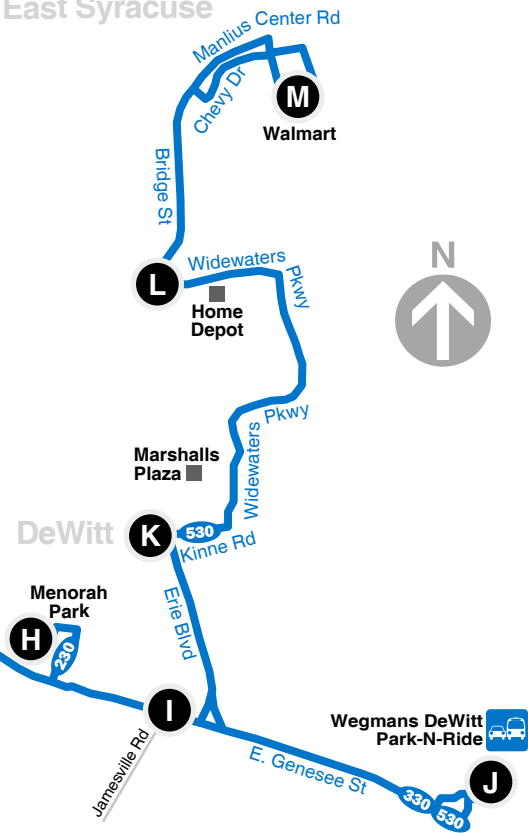 East Syracuse
Manlius Center Rd
Chevy Dr
M
Walmart
Bridge St
L
Widewaters
Pkwy
N
Home
Depot
Pkwy
Widewaters
Marshalls
Plaza
DeWitt
K
530
Kinne Rd
Erie Blvd
Menorah
Park
H
230
I
Jamesville Rd
E. Genesee St
Wegmans DeWitt
Park-N-Ride
J
330
530